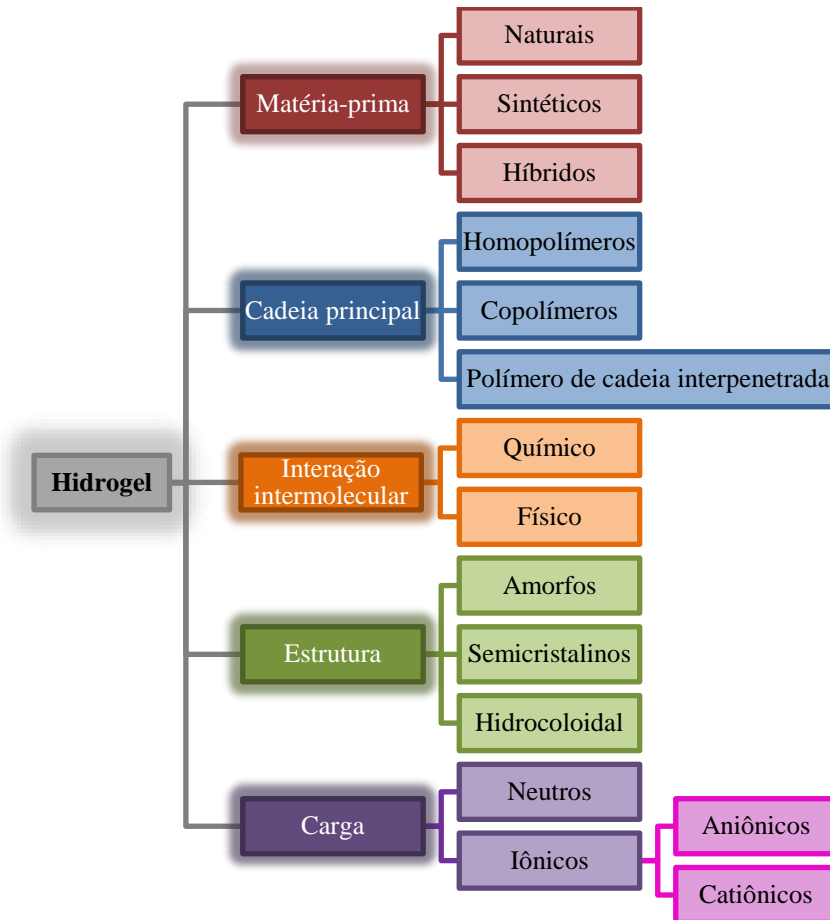 Hidrogel
Matéria-prima
Naturais
Sintéticos
Híbridos
Cadeia principal
Homopolímeros
Copolímeros
Polímero de cadeia interpenetrada
Interação
intermolecular
Químico
Físico
Estrutura
Amorfos
Semicristalinos
Hidrocoloidal
Carga
Neutros
Iônicos
Aniônicos
Catiônicos